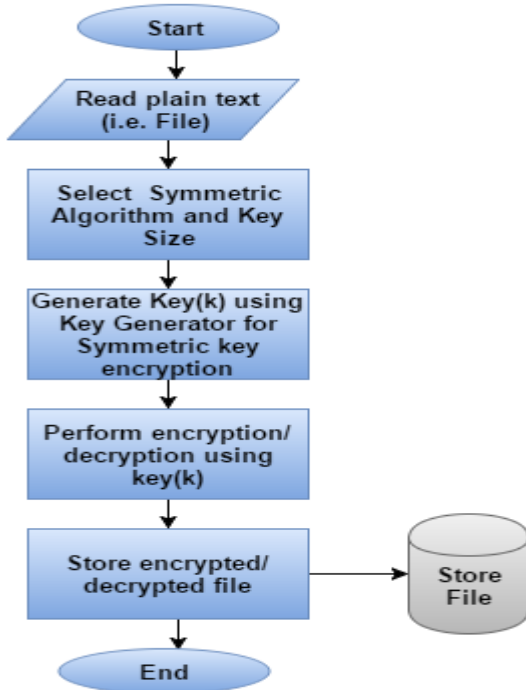 Start
Read plain text
(i.e. File)
Select Symmetric
Algorithm and Key
Size
Generate Key(k) using
Key Generator for
Symmetric key
encryption
Perform encryption/
decryption using
key(k)
Store encrypted/
decrypted file
Store
File
End